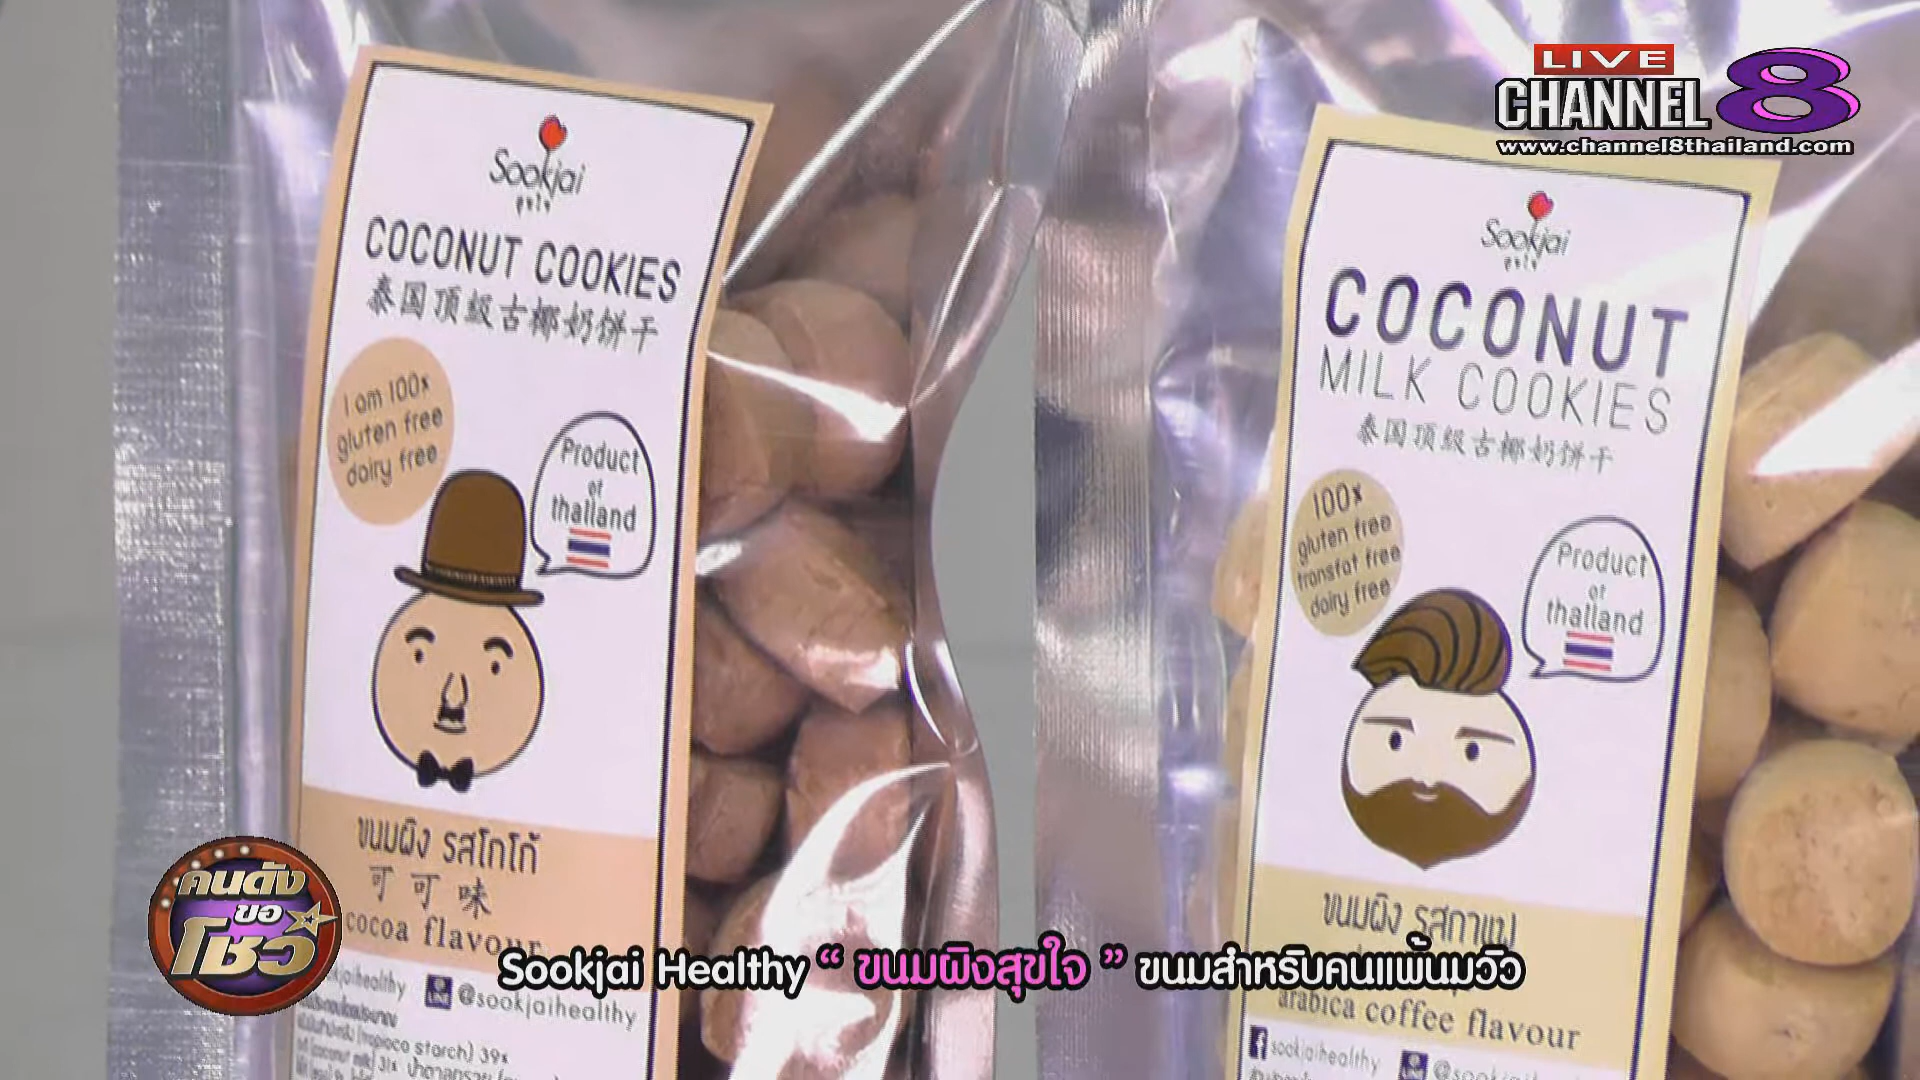 LIVE
CHANNEL 8
www.channel8thailand.com
Sookjai
COCONUT COOKIES
泰国顶级古椰奶饼干
I am 100%
gluten free
dairy free
Product
of
thailand
ขนมผิง รสโกโก้
可可味
cocoa flavour
@sookjaihealthy
(tapioca starch) 39%
(coconut milk) 31%
Sookjai
COCONUT
MILK COOKIES
泰国顶级古椰奶饼干
100%
gluten free
transfat free
dairy free
Product
of
thailand
ขนมผิง รสกาแฟ
arabica coffee flavour
sookjaihealthy
คนดัง
ขอ
โชว์
Sookjai Healthy “ ขนมผิงสุขใจ ” ขนมสำหรับคนแพ้นมวัว